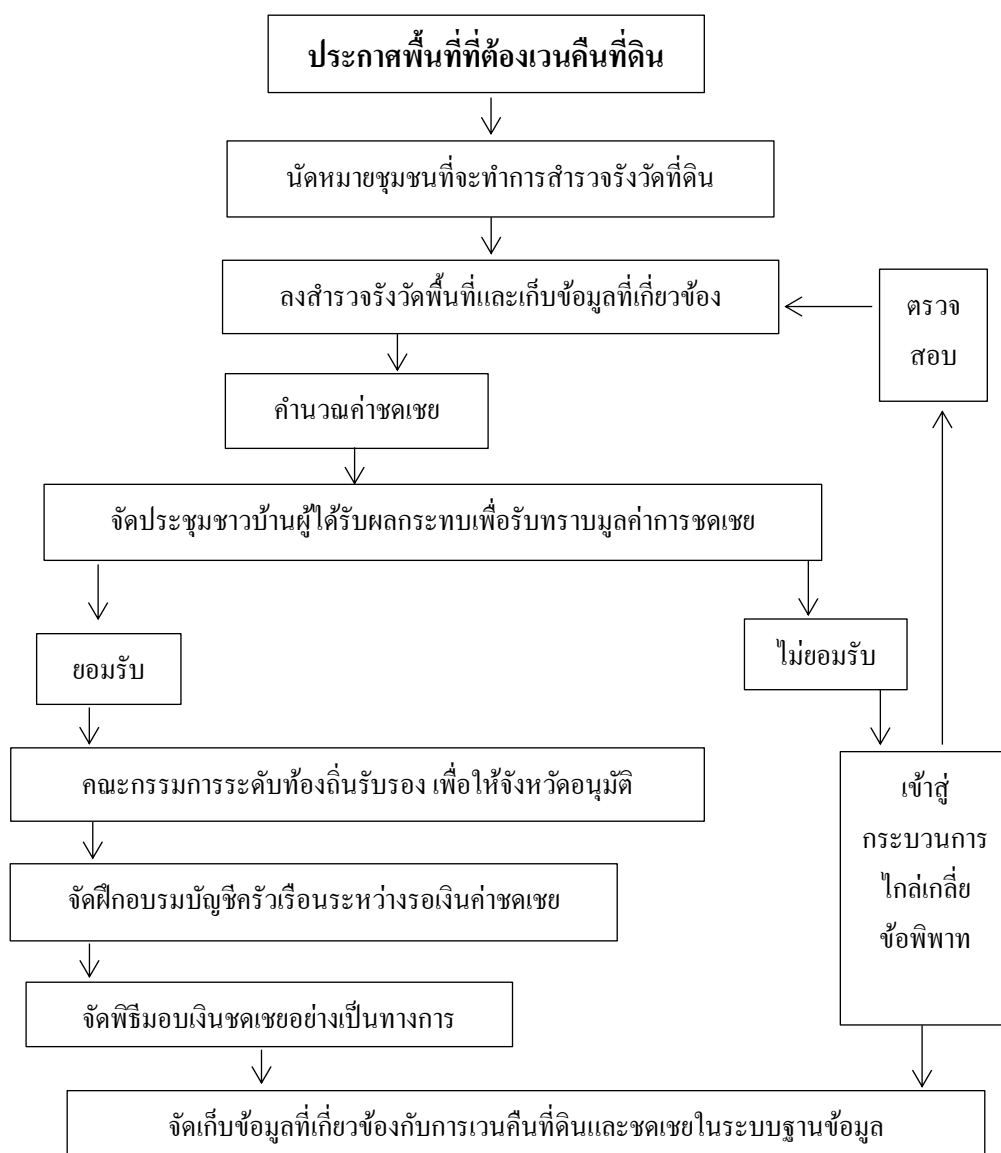 ประกาศพื้นที่ที่ต้องเวนคืนที่ดิน
นัดหมายชุมชนที่จะทำการสำรวจรังวัดที่ดิน
ลงสำรวจรังวัดพื้นที่และเก็บข้อมูลที่เกี่ยวข้อง
ตรวจ
สอบ
คำนวณค่าชดเชย
จัดประชุมชาวบ้านผู้ได้รับผลกระทบเพื่อรับทราบมูลค่าการชดเชย
ยอมรับ
ไม่ยอมรับ
คณะกรรมการระดับท้องถิ่นรับรอง เพื่อให้จังหวัดอนุมัติ
เข้าสู่
กระบวนการ
ไกล่เกลี่ย
ข้อพิพาท
จัดฝึกอบรมบัญชีครัวเรือนระหว่างรอเงินค่าชดเชย
จัดพิธีมอบเงินชดเชยอย่างเป็นทางการ
จัดเก็บข้อมูลที่เกี่ยวข้องกับการเวนคืนที่ดินและชดเชยในระบบฐานข้อมูล